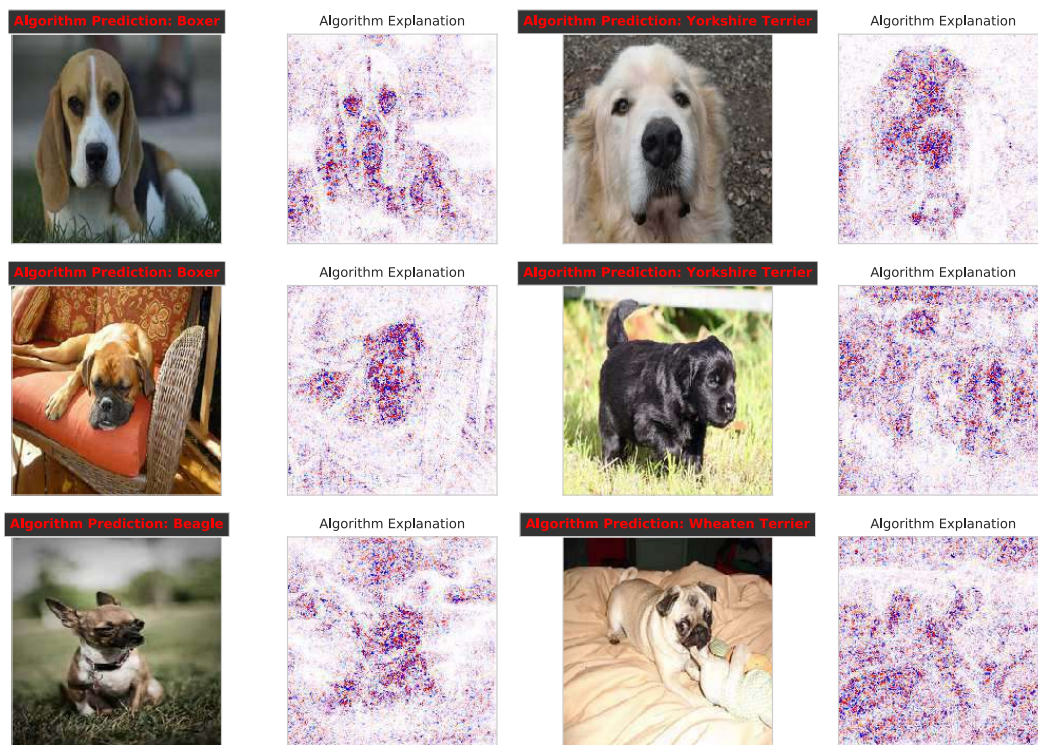 Algorithm Prediction: Boxer
Algorithm Explanation
Algorithm Prediction: Yorkshire Terrier
Algorithm Explanation
Algorithm Prediction: Boxer
Algorithm Explanation
Algorithm Prediction: Yorkshire Terrier
Algorithm Explanation
Algorithm Prediction: Beagle
Algorithm Explanation
Algorithm Prediction: Wheaten Terrier
Algorithm Explanation